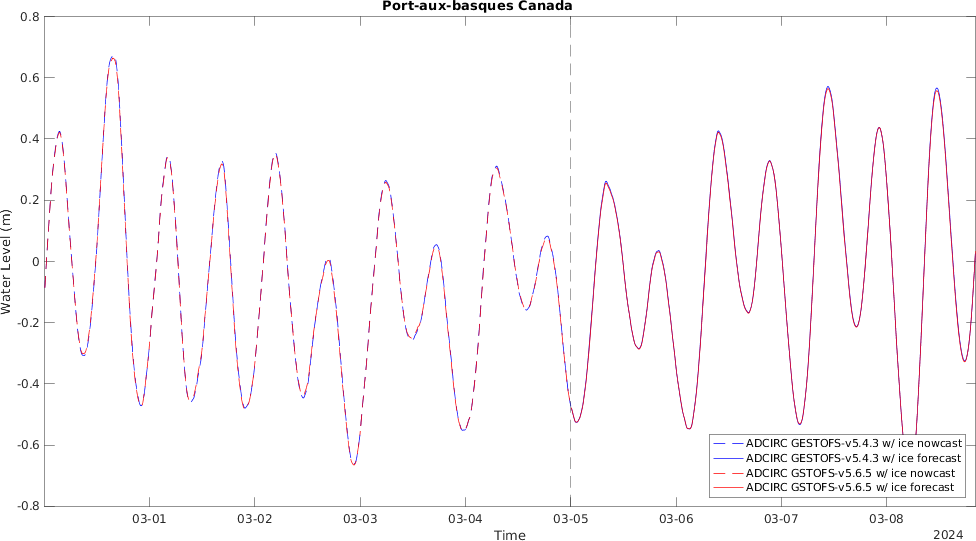 Port-aux-basques Canada
0.8
0.6
0.4
0.2
0
-0.2
-0.4
-0.6
-0.8
Water Level (m)
ADCIRC GESTOFS-v5.4.3 w/ ice nowcast
ADCIRC GESTOFS-v5.4.3 w/ ice forecast
ADCIRC GSTOFS-v5.6.5 w/ ice nowcast
ADCIRC GSTOFS-v5.6.5 w/ ice forecast
03-01 03-02 03-03 03-04 03-05 03-06 03-07 03-08
Time
2024